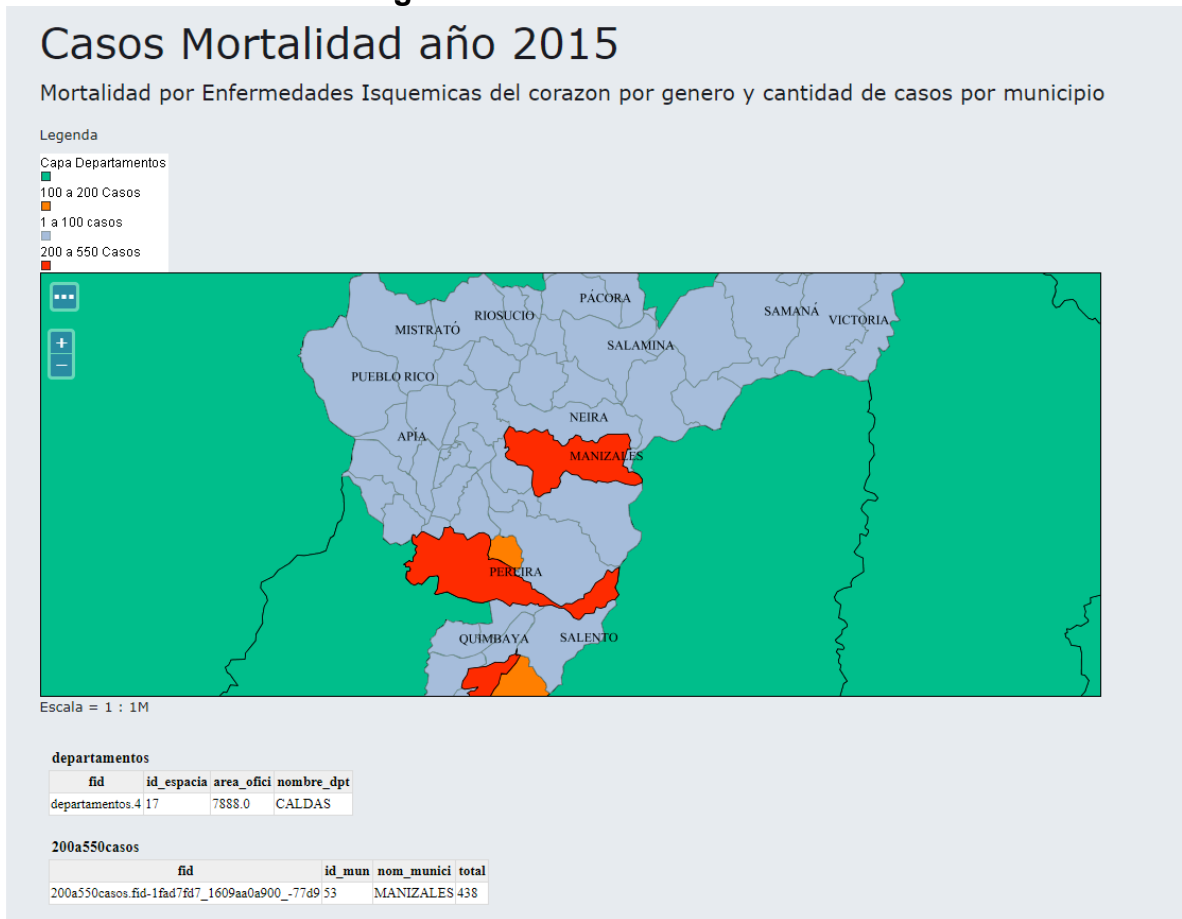 Casos Mortalidad año 2015
Mortalidad por Enfermedades Isquemicas del corazon por genero y cantidad de casos por municipio
Legenda
Capa Departamentos
100 a 200 Casos
1 a 100 casos
200 a 550 Casos
PÁCORA
SAMANÁ
RIOSUCIO
VICTORIA
MISTRATÓ
+
SALAMINA
−
PUEBLO RICO
NEIRA
APÍA
MANIZALES
PEREIRA
QUIMBAYA SALENTO
Escala = 1 : 1M
departamentos
fid id_espacia area_ofici nombre_dpt
departamentos.4 17 7888.0 CALDAS
200a550casos
fid id_mun nom_munici total
200a550casos.fid-1fad7fd7_1609aa0a900_-77d9 53 MANIZALES 438